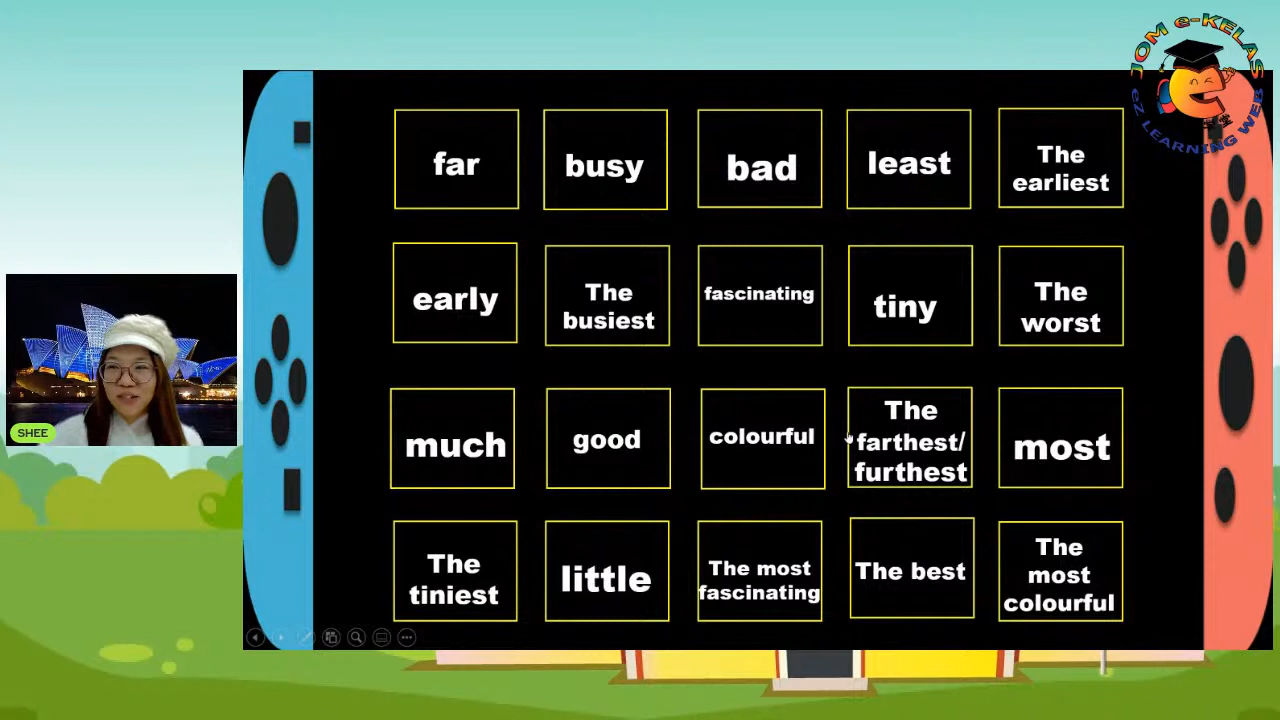 JOM e-KELAS
eZ LEARNING WEB
far
busy
bad
least
The
earliest
early
The
busiest
fascinating
tiny
The
worst
SHEE
much
good
colourful
The
farthest/
furthest
most
The
tiniest
little
The most
fascinating
The best
The
most
colourful